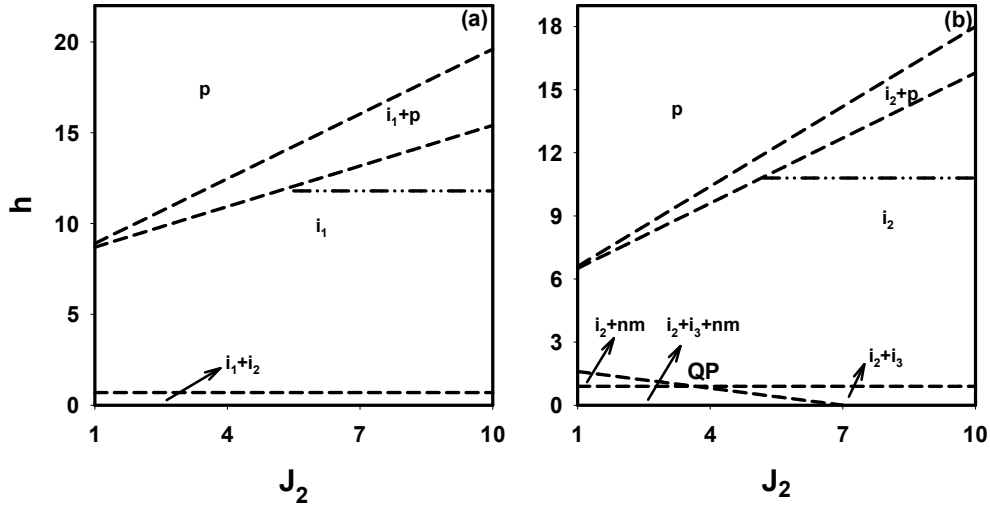 (a)
20
15
10
5
0
h
p
i₁+p
i₁
i₁+i₂
1
4
7
10
J₂
(b)
18
15
12
9
6
3
0
p
i₂+p
i₂
i₂+nm
i₂+i₃+nm
i₂+i₃
QP
1
4
7
10
J₂